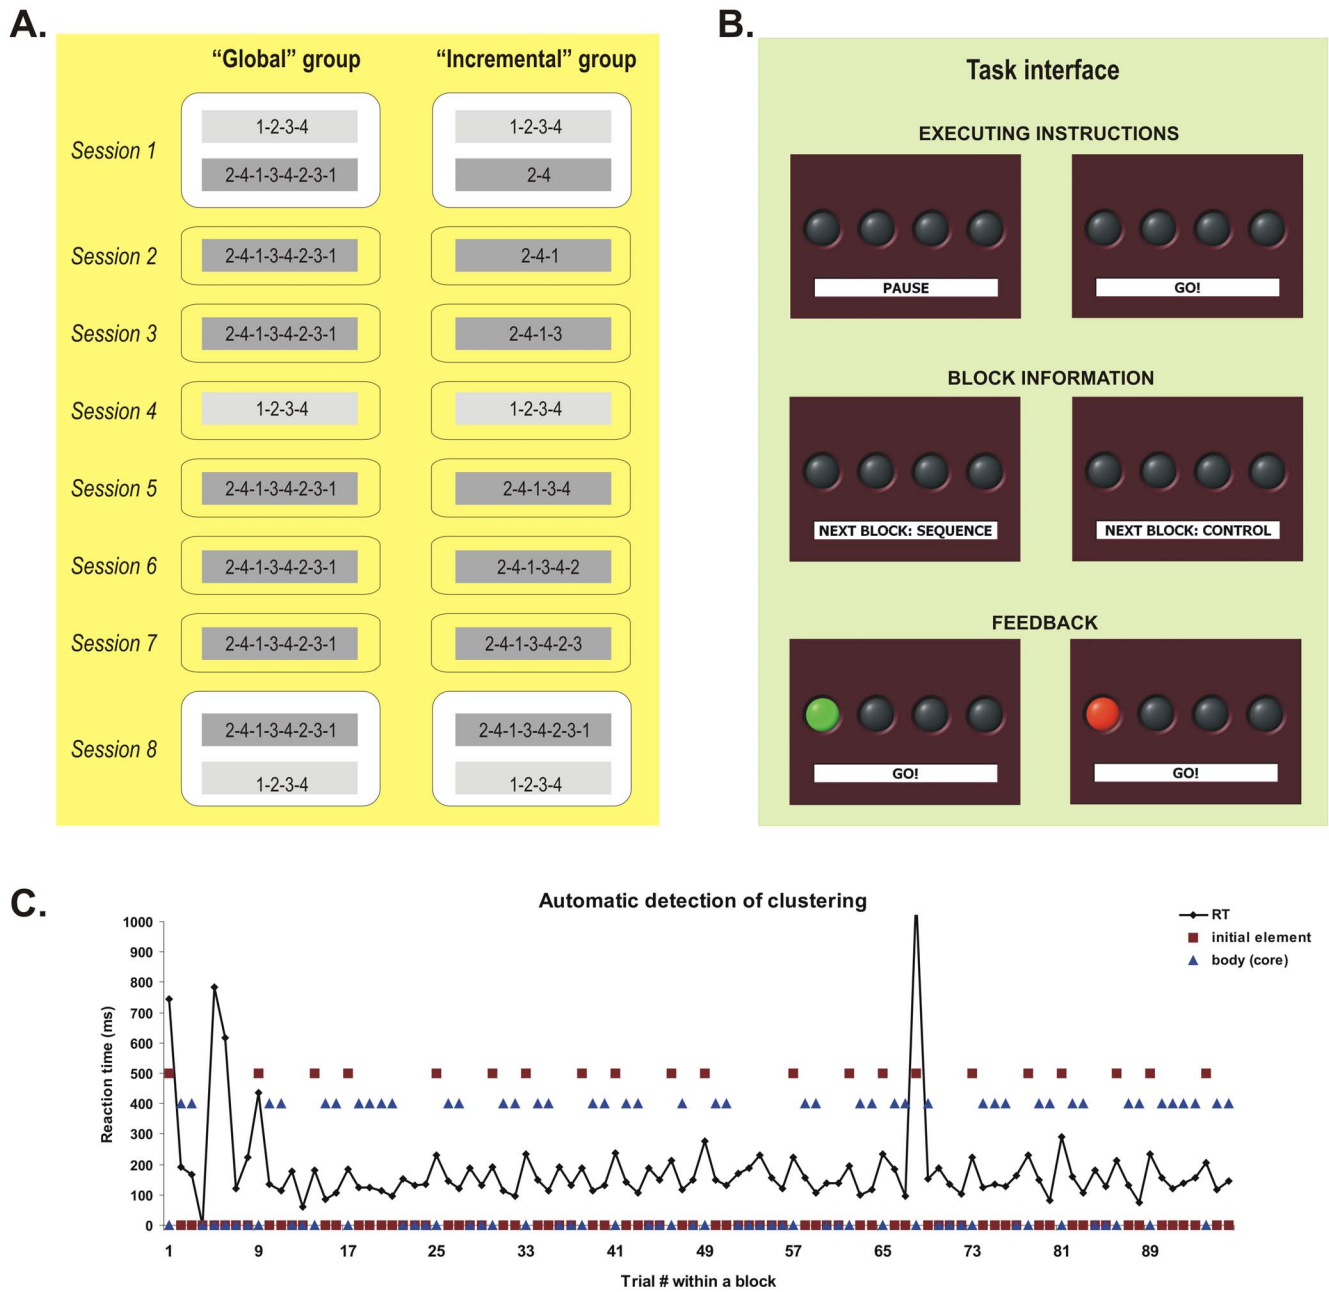 A.
“Global” group “Incremental” group
Session 1
1-2-3-4 1-2-3-4
2-4-1-3-4-2-3-1 2-4
Session 2 2-4-1-3-4-2-3-1 2-4-1
Session 3 2-4-1-3-4-2-3-1 2-4-1-3
Session 4 1-2-3-4 1-2-3-4
Session 5 2-4-1-3-4-2-3-1 2-4-1-3-4
Session 6 2-4-1-3-4-2-3-1 2-4-1-3-4-2
Session 7 2-4-1-3-4-2-3-1 2-4-1-3-4-2-3
Session 8
2-4-1-3-4-2-3-1 2-4-1-3-4-2-3-1
1-2-3-4 1-2-3-4
B.
Task interface
EXECUTING INSTRUCTIONS
PAUSE GO!
BLOCK INFORMATION
NEXT BLOCK: SEQUENCE NEXT BLOCK: CONTROL
FEEDBACK
GO! GO!
C.
Automatic detection of clustering
RT
initial element
body (core)
Reaction time (ms)
1000
900
800
700
600
500
400
300
200
100
0
1 9 17 25 33 41 49 57 65 73 81 89
Trial # within a block